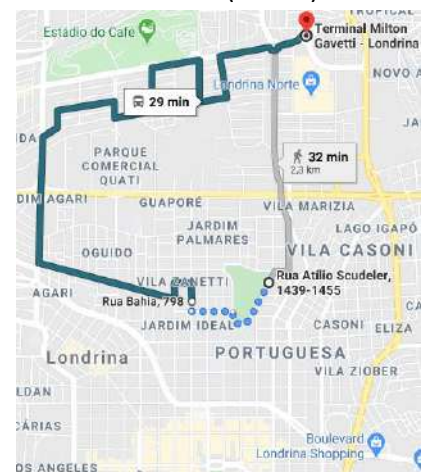 TROPICAL
Estádio do Cafe
Terminal Milton
Gavetti - Londrina
Londrina Norte
NOVO A
29 min
JA
IDA
PARQUE
COMERCIAL
QUATI
32 min
2,3 km
DIM AGARI
GUAPORÉ
VILA MARIZIA
JARDIM
PALMARES
LAGO IGAPÓ
OGUIDO
VILA CASONI
AGARI
VILA ZANETTI
Rua Atílio Scudeler,
1439-1455
Rua Bahia, 798
CA
JARDIM IDEAL
CASONI
ELIZA
Londrina
PORTUGUESA
VILA ZIOBER
LDAN
CÁRIAS
Boulevard
Londrina Shopping
OS ANGELES